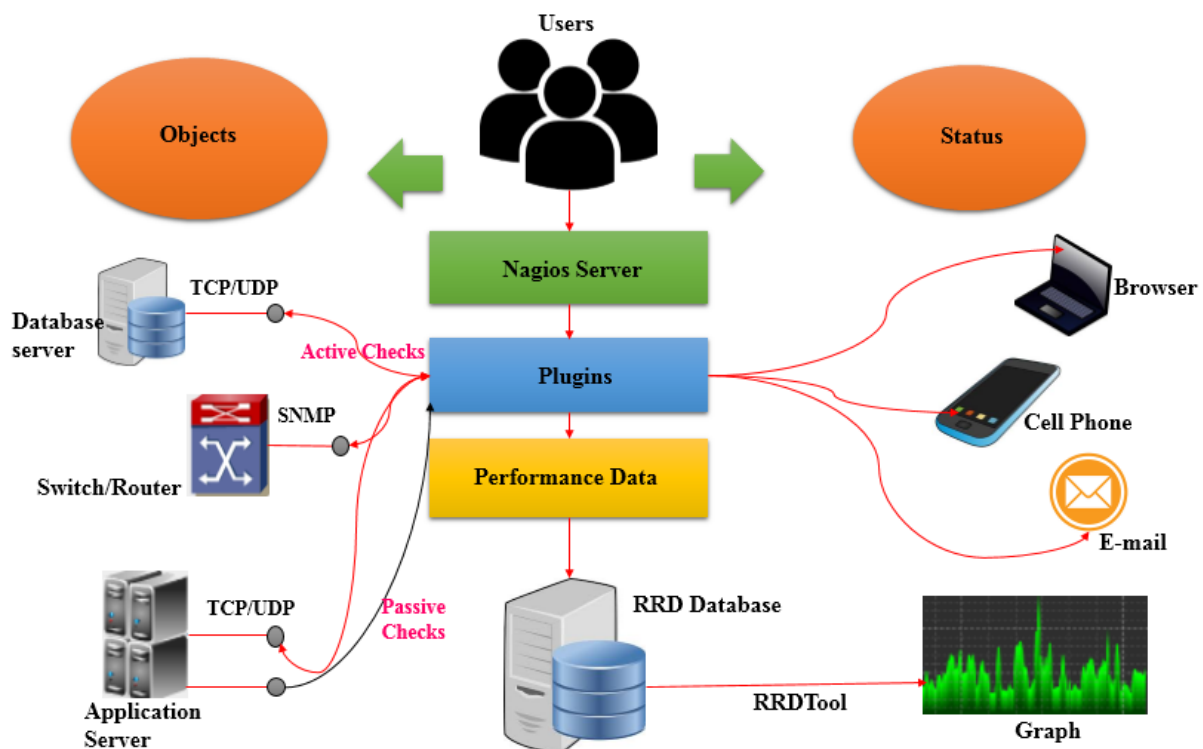 Users
Objects
Status
Nagios Server
TCP/UDP
Database
server
Active Checks
Browser
Plugins
SNMP
Cell Phone
Switch/Router
Performance Data
E-mail
TCP/UDP
Passive
Checks
RRD Database
RRDTool
Application
Server
Graph